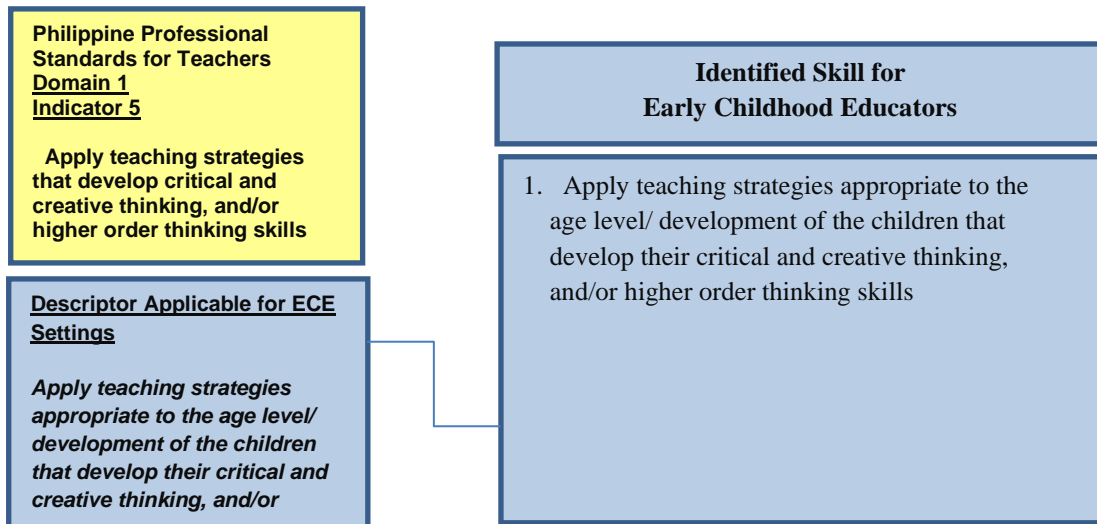 Philippine Professional
Standards for Teachers
Domain 1
Indicator 5
Apply teaching strategies
that develop critical and
creative thinking, and/or
higher order thinking skills
Descriptor Applicable for ECE
Settings
Apply teaching strategies
appropriate to the age level/
development of the children
that develop their critical and
creative thinking, and/or
Identified Skill for
Early Childhood Educators
1. Apply teaching strategies appropriate to the
age level/ development of the children that
develop their critical and creative thinking,
and/or higher order thinking skills